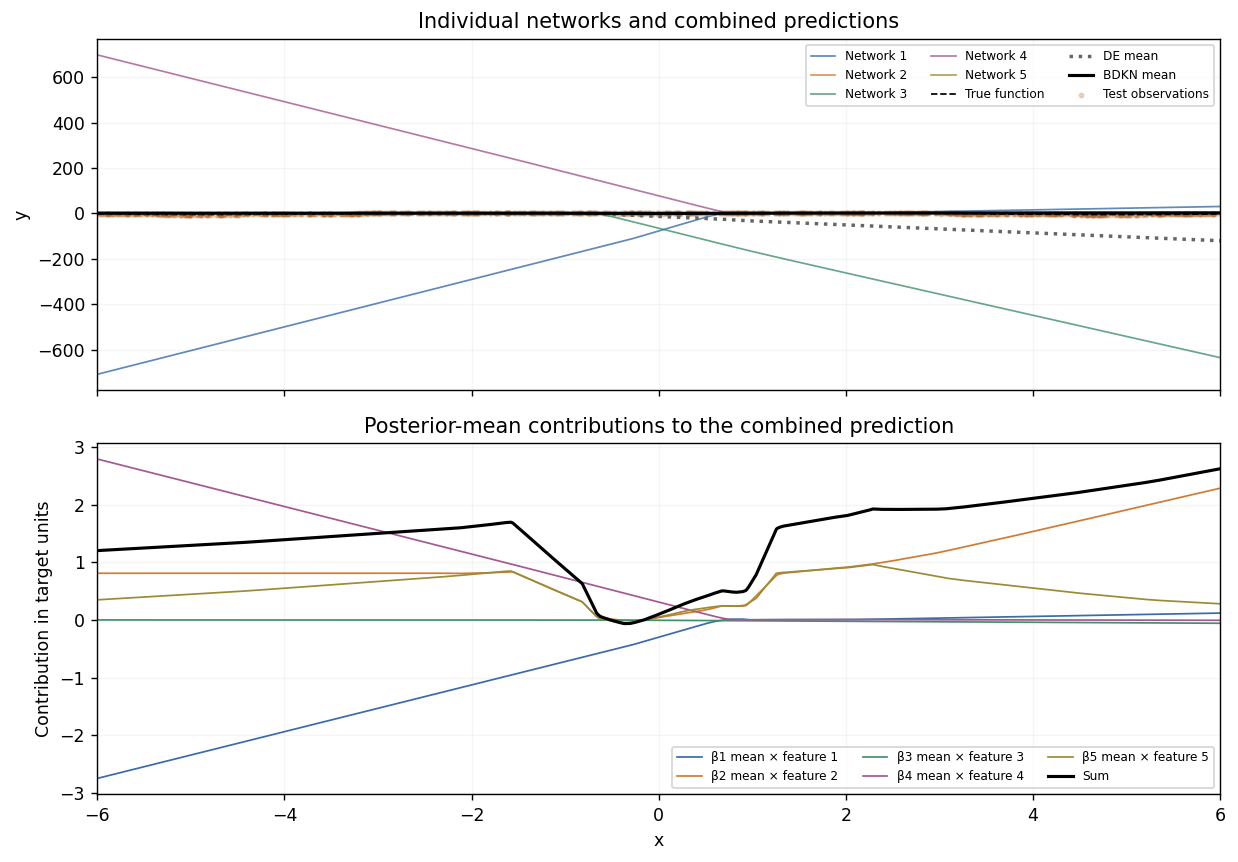 Individual networks and combined predictions
Network 1 Network 4 DE mean
Network 2 Network 5 BDKN mean
Network 3 True function Test observations
600
400
200
0
−200
−400
−600
y
Posterior-mean contributions to the combined prediction
3
2
1
0
−1
−2
−3
Contribution in target units
β1 mean × feature 1 β3 mean × feature 3 β5 mean × feature 5
β2 mean × feature 2 β4 mean × feature 4 Sum
−6 −4 −2 0 2 4 6
x